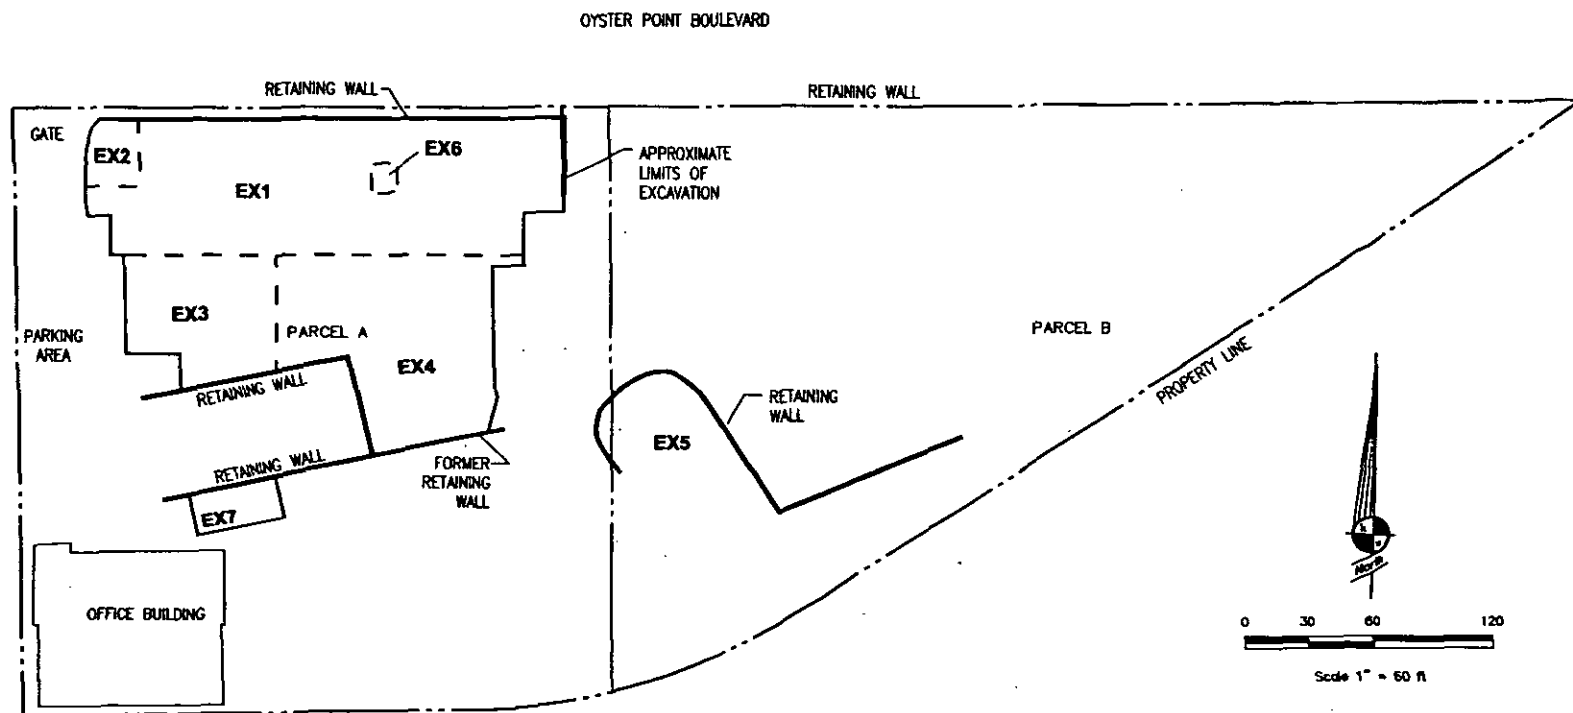 OYSTER POINT BOULEVARD
RETAINING WALL
RETAINING WALL
GATE
EX2
EX6
EX1
APPROXIMATE
LIMITS OF
EXCAVATION
EX3
PARCEL A
PARKING
AREA
EX4
RETAINING WALL
PARCEL B
PROPERTY LINE
RETAINING
WALL
EX5
RETAINING WALL
FORMER
RETAINING
WALL
EX7
OFFICE BUILDING
North
0 30 60 120
Scale 1" = 60 ft